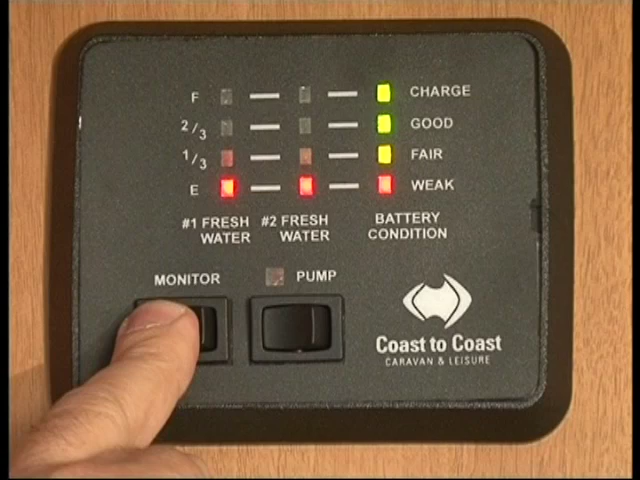 F CHARGE
2/3 GOOD
1/3 FAIR
E WEAK
#1 FRESH WATER
#2 FRESH WATER
BATTERY CONDITION
MONITOR
PUMP
Coast to Coast
CARAVAN & LEISURE